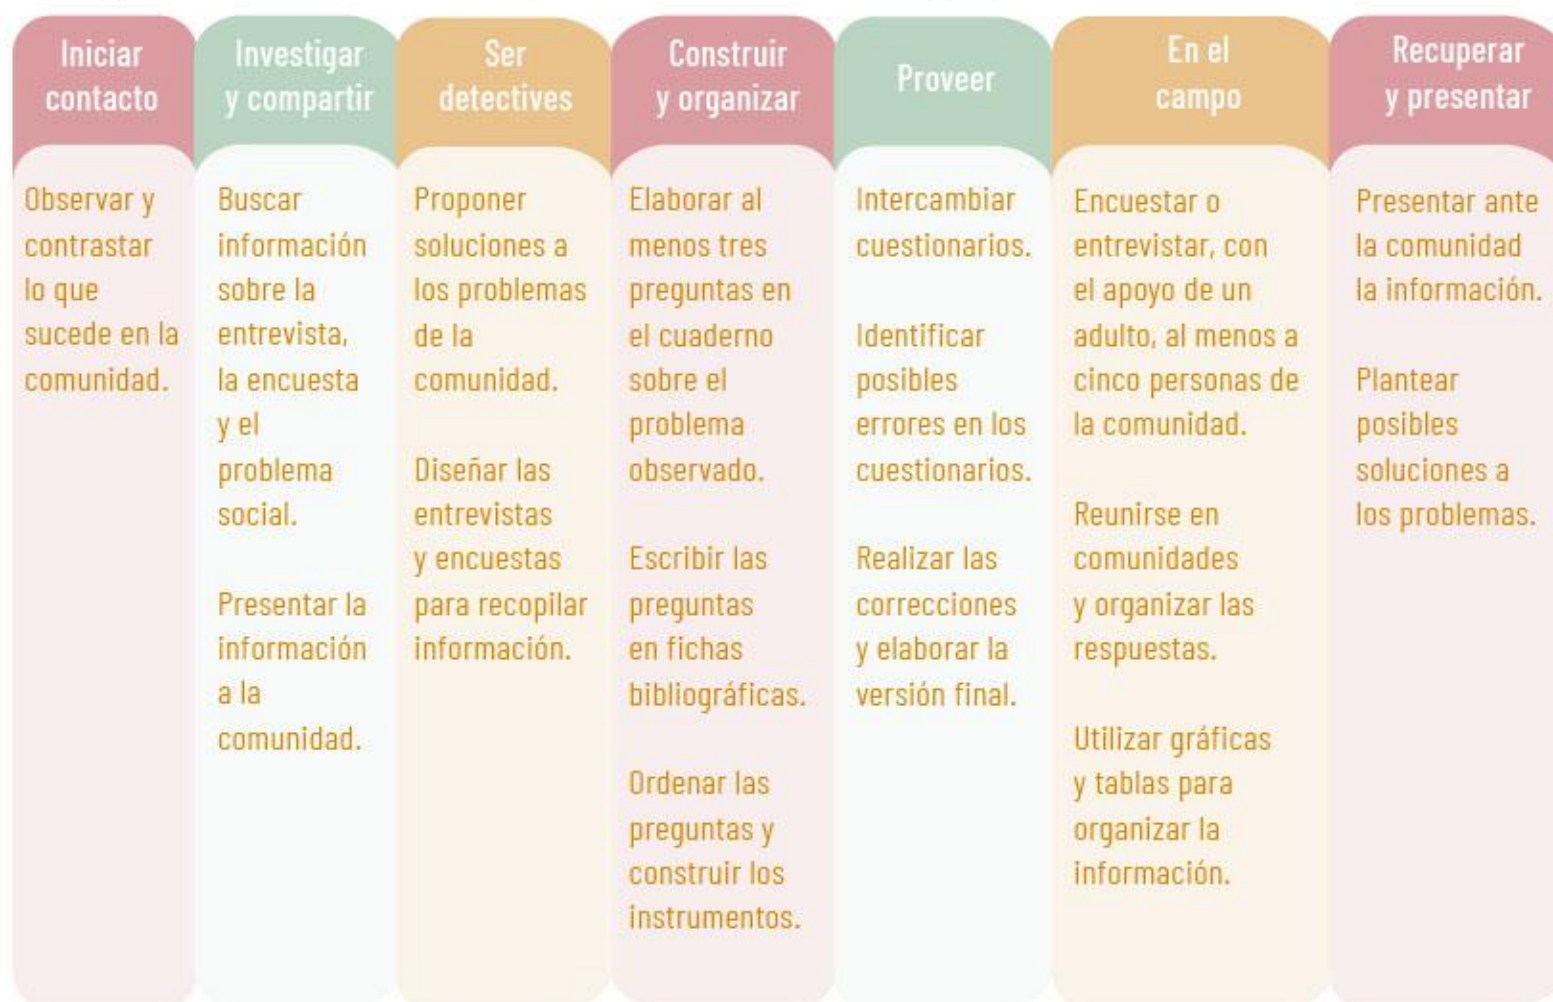 Iniciar
contacto
Observar y
contrastar
lo que
sucede en la
comunidad.
Investigar
y compartir
Buscar
información
sobre la
entrevista,
la encuesta
y el
problema
social.
Presentar la
información
a la
comunidad.
Ser
detectives
Proponer
soluciones a
los problemas
de la
comunidad.
Diseñar las
entrevistas
y encuestas
para recopilar
información.
Construir
y organizar
Elaborar al
menos tres
preguntas en
el cuaderno
sobre el
problema
observado.
Escribir las
preguntas
en fichas
bibliográficas.
Ordenar las
preguntas y
construir los
instrumentos.
Proveer
Intercambiar
cuestionarios.
Identificar
posibles
errores en los
cuestionarios.
Realizar las
correcciones
y elaborar la
versión final.
En el
campo
Encuestar o
entrevistar, con
el apoyo de un
adulto, al menos a
cinco personas de
la comunidad.
Reunirse en
comunidades
y organizar las
respuestas.
Utilizar gráficas
y tablas para
organizar la
información.
Recuperar
y presentar
Presentar ante
la comunidad
la información.
Plantear
posibles
soluciones a
los problemas.